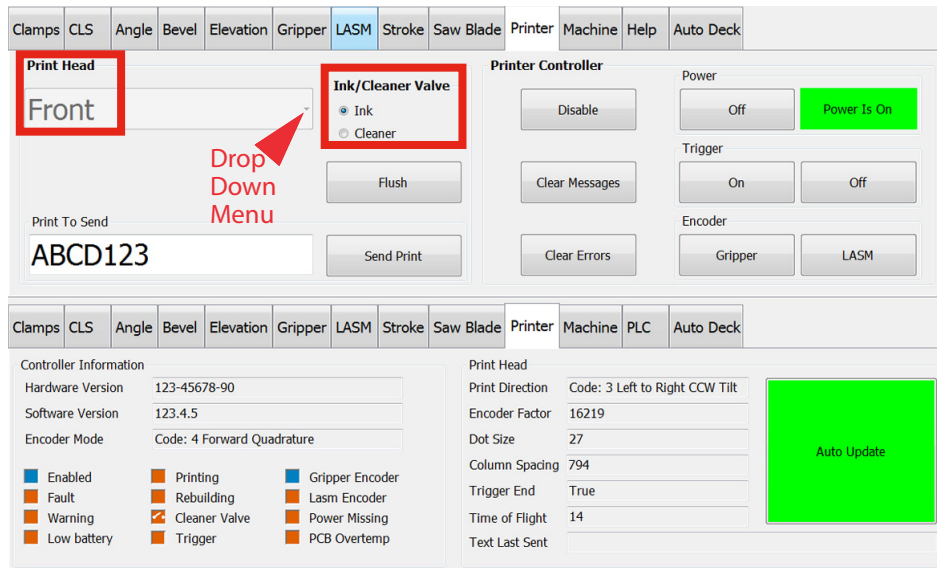 Clamps CLS Angle Bevel Elevation Gripper LASM Stroke Saw Blade Printer Machine Help Auto Deck
Print Head
Front
Ink/Cleaner Valve
Ink
Cleaner
Drop
Down
Menu
Flush
Print To Send
ABCD123
Send Print
Printer Controller
Disable
Clear Messages
Clear Errors
Power
Off
Power Is On
Trigger
On
Off
Encoder
Gripper
LASM
Clamps CLS Angle Bevel Elevation Gripper LASM Stroke Saw Blade Printer Machine PLC Auto Deck
Controller Information
Hardware Version 123-45678-90
Software Version 123.4.5
Encoder Mode Code: 4 Forward Quadrature
Enabled Printing Gripper Encoder
Fault Rebuilding Lasm Encoder
Warning Cleaner Valve Power Missing
Low battery Trigger PCB Overtemp
Print Head
Print Direction Code: 3 Left to Right CCW Tilt
Encoder Factor 16219
Dot Size 27
Column Spacing 794
Trigger End True
Time of Flight 14
Text Last Sent
Auto Update